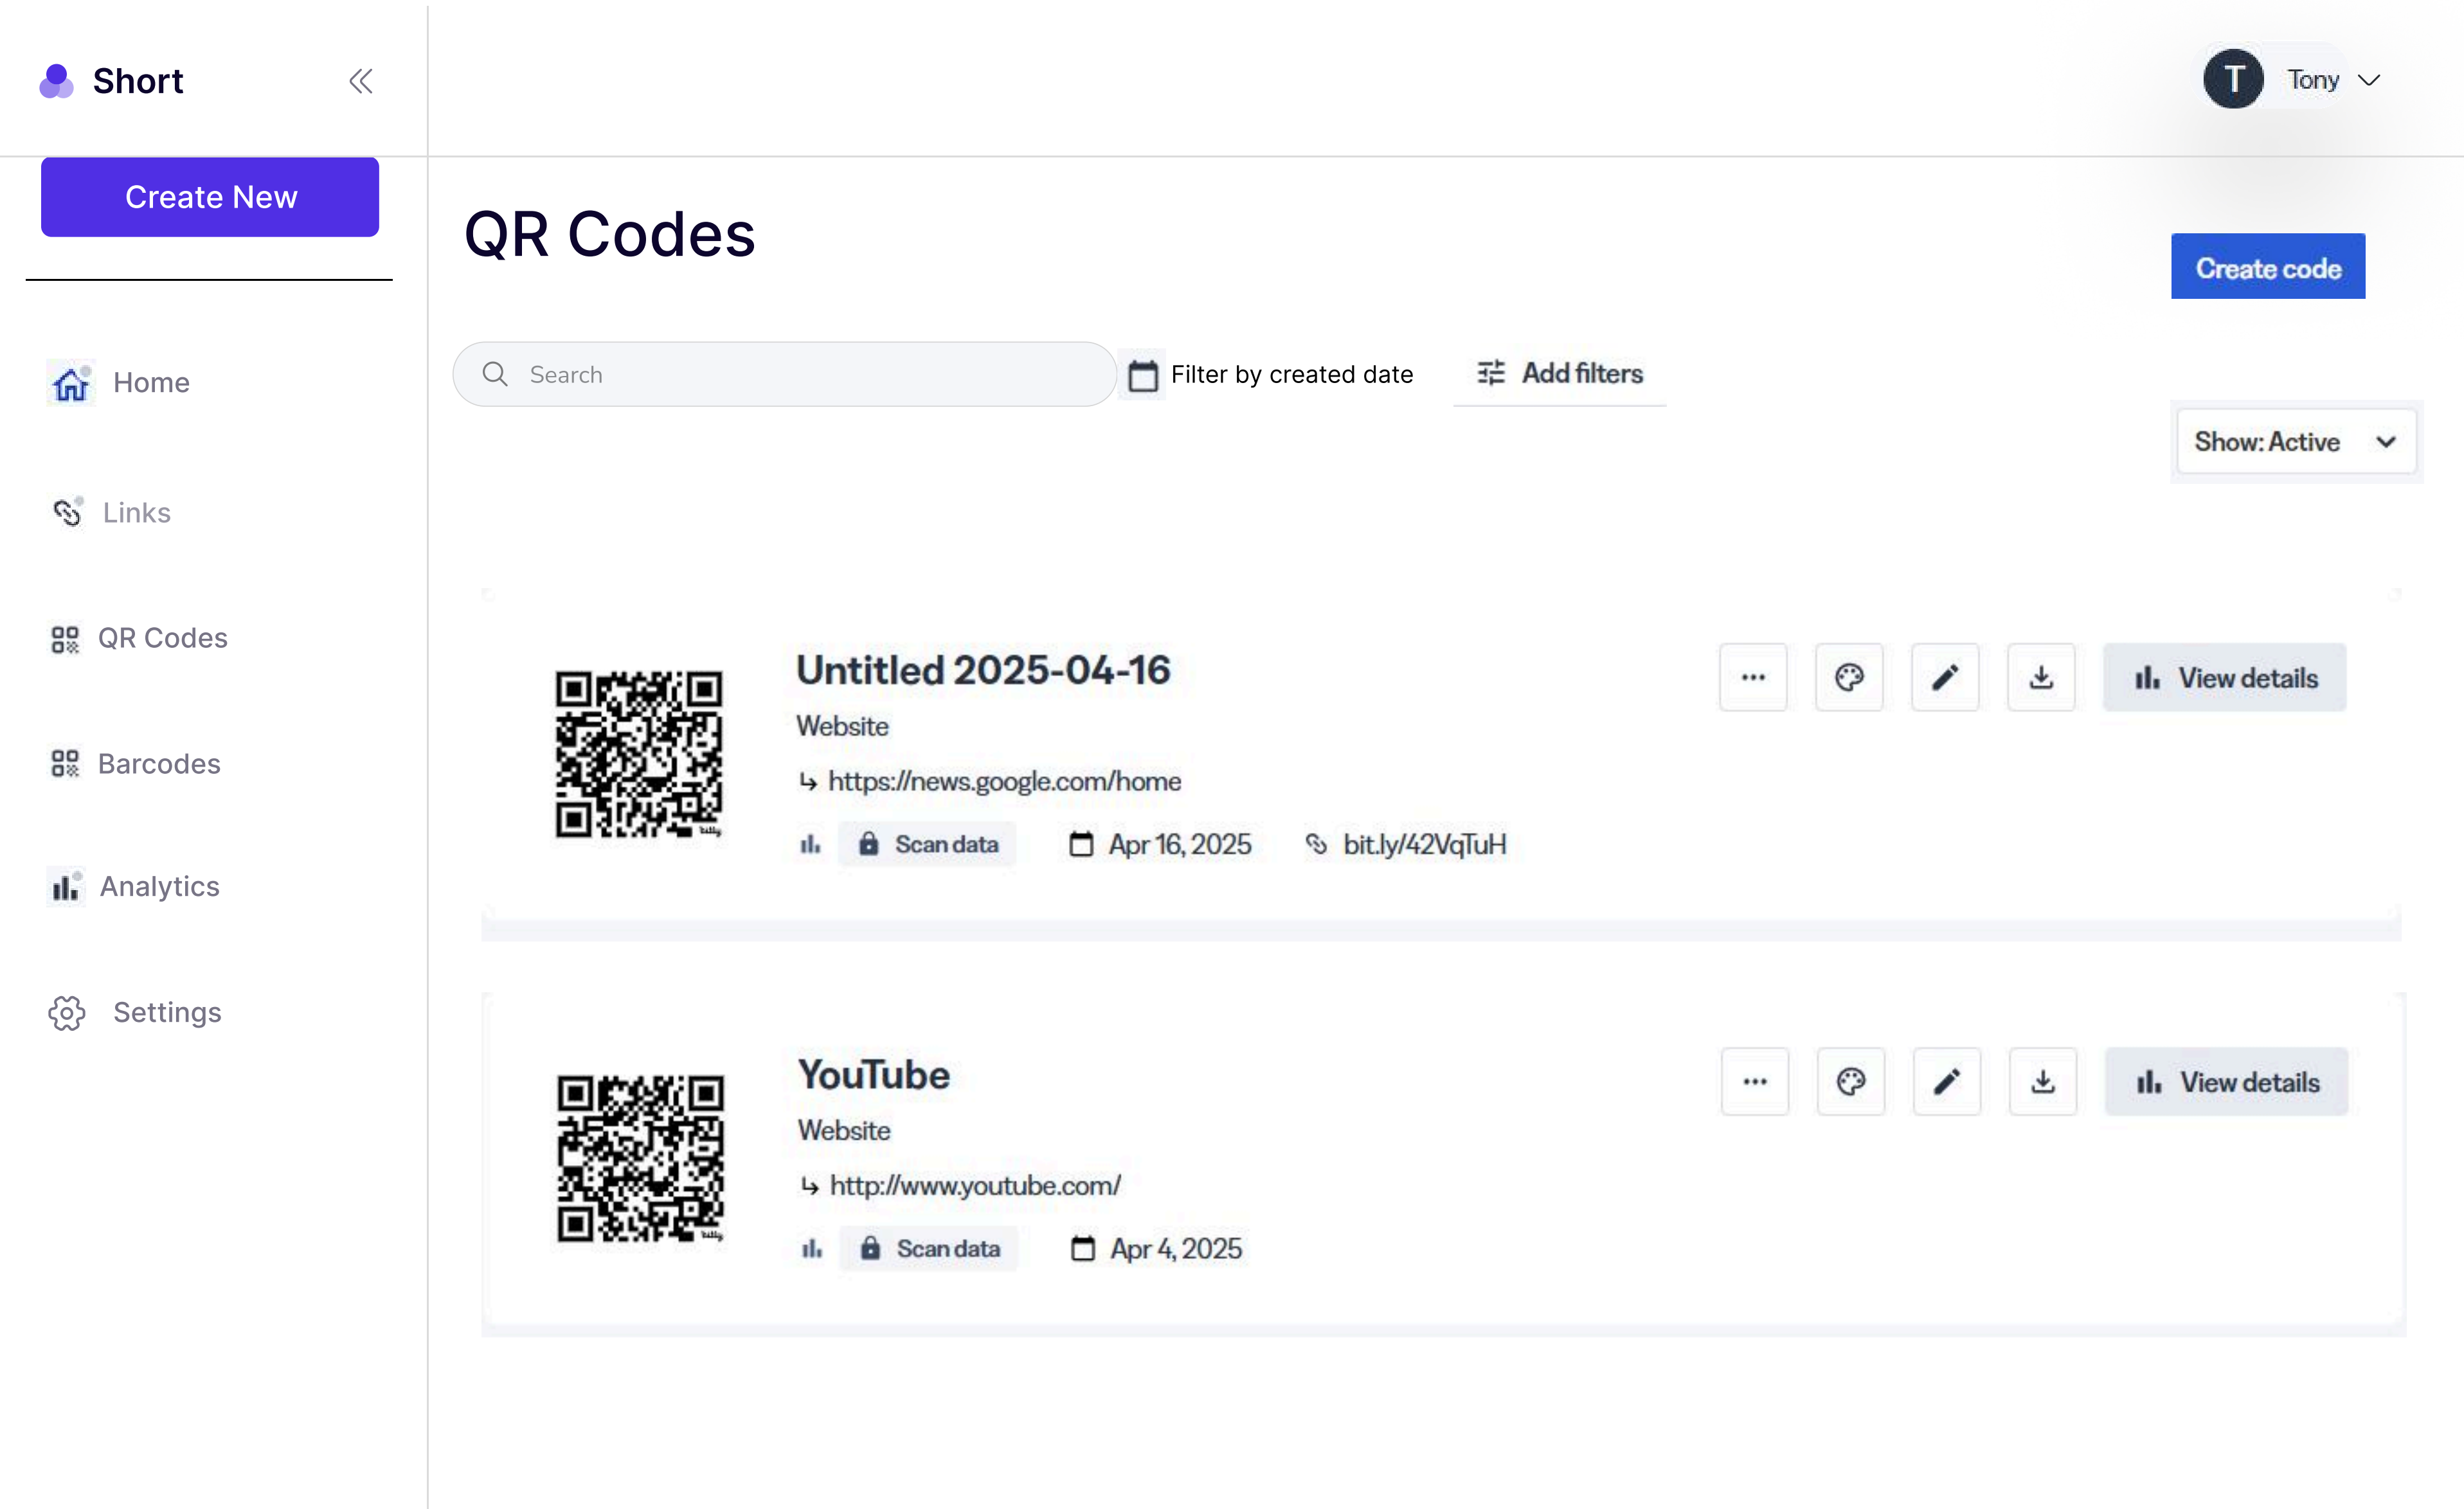 Short
T Tony
Create New
QR Codes
Create code
Search
Filter by created date
Add filters
Show: Active
Home
Links
QR Codes
Barcodes
Analytics
Settings
Untitled 2025-04-16
View details
Website
https://news.google.com/home
Scan data Apr 16, 2025 bit.ly/42VqTuH
bitly
YouTube
View details
Website
http://www.youtube.com/
Scan data Apr 4, 2025
bitly